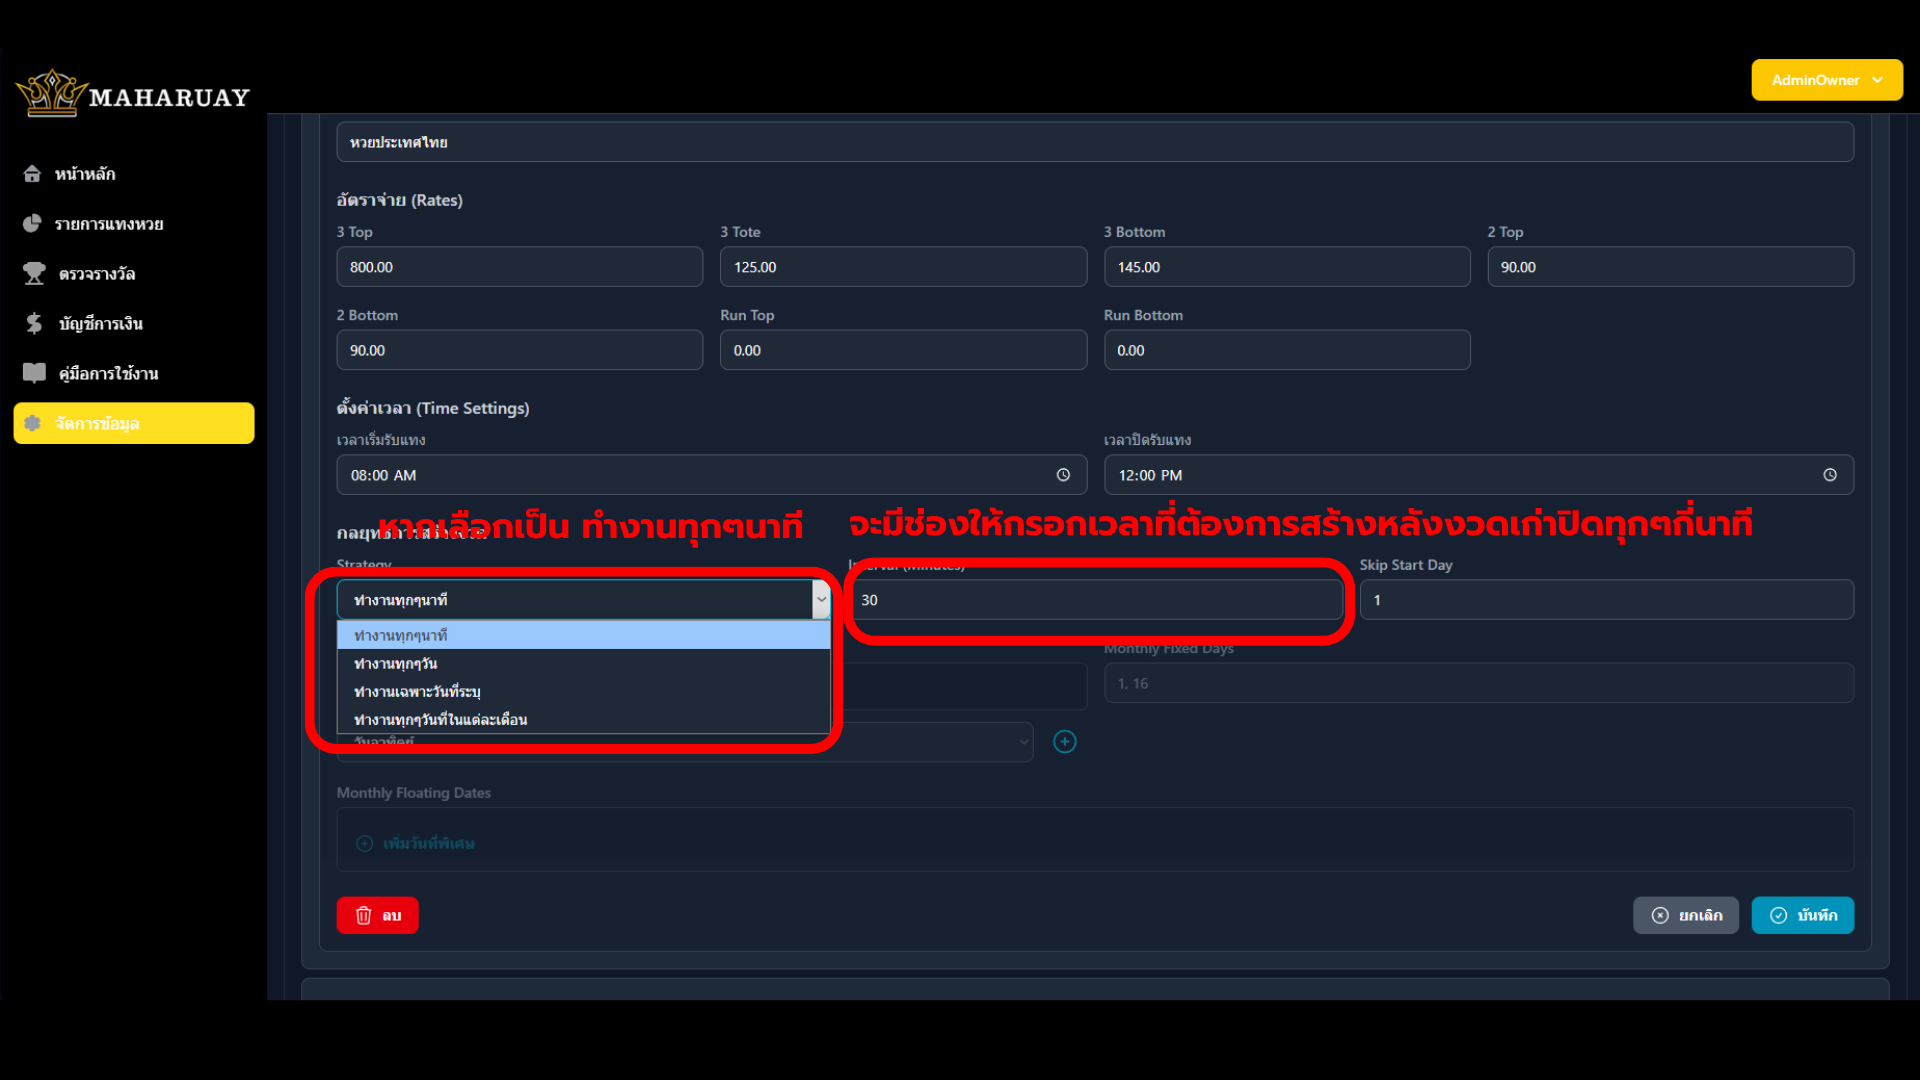 MAHARUAY
AdminOwner
หน้าหลัก
รายการแทงหวย
ตรวจรางวัล
บัญชีการเงิน
คู่มือการใช้งาน
จัดการข้อมูล
หวยประเทศไทย
อัตราจ่าย (Rates)
3 Top
3 Tote
3 Bottom
2 Top
800.00
125.00
145.00
90.00
2 Bottom
Run Top
Run Bottom
90.00
0.00
0.00
ตั้งค่าเวลา (Time Settings)
เวลาเริ่มรับแทง
เวลาปิดรับแทง
08:00 AM
12:00 PM
หากเลือกเป็น ทำงานทุกๆนาที
จะมีช่องให้กรอกเวลาที่ต้องการสร้างหลังงวดเก่าปิดทุกๆกี่นาที
Strategy
Interval (Minutes)
Skip Start Day
ทำงานทุกๆนาที
30
1
ทำงานทุกๆนาที
ทำงานทุกๆวัน
ทำงานเฉพาะวันที่ระบุ
ทำงานทุกๆวันที่ในแต่ละเดือน
Monthly Fixed Days
1, 16
วันอาทิตย์
Monthly Floating Dates
เพิ่มวันที่พิเศษ
ลบ
ยกเลิก
บันทึก